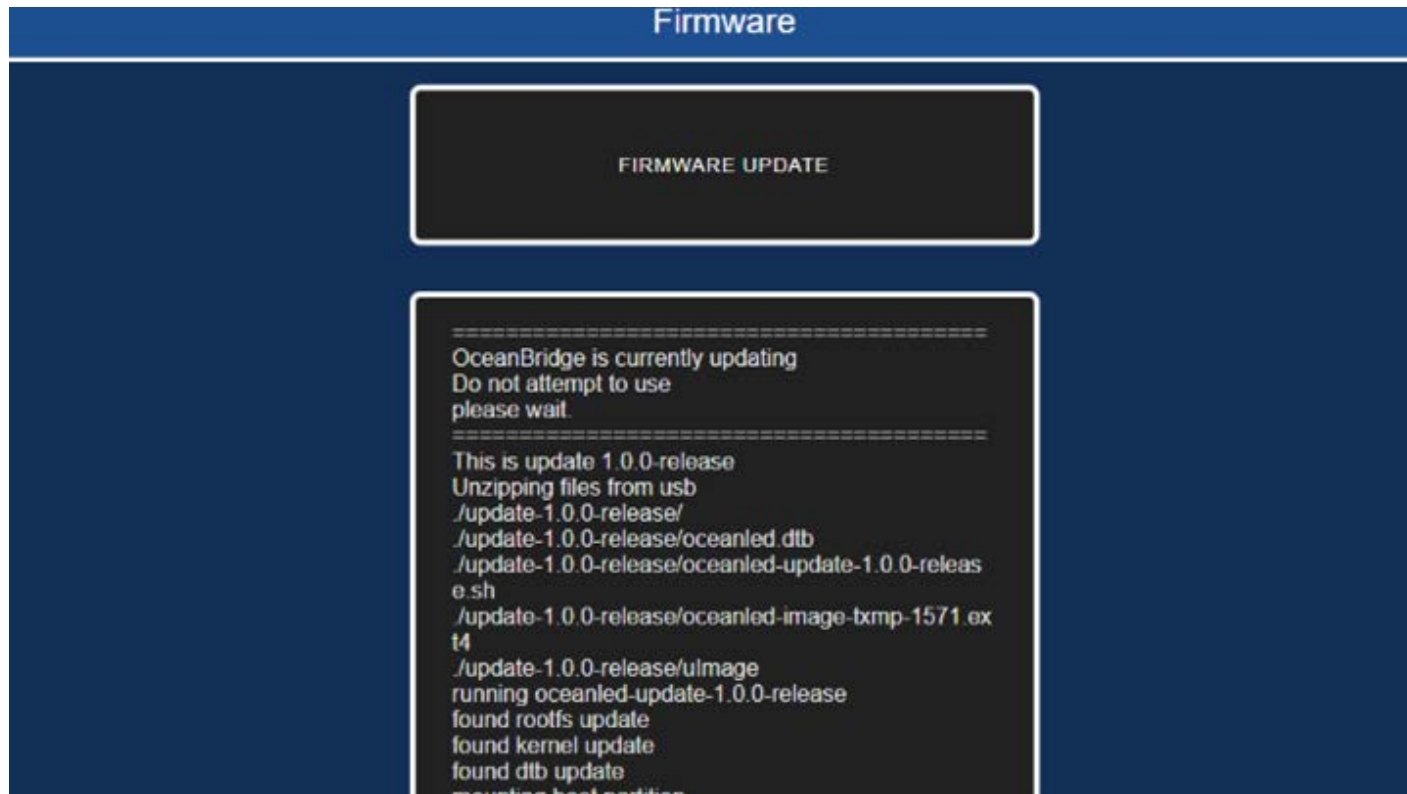 Firmware
FIRMWARE UPDATE
========================================
OceanBridge is currently updating
Do not attempt to use
please wait.
========================================
This is update 1.0.0-release
Unzipping files from usb
./update-1.0.0-release/
./update-1.0.0-release/oceanled.dtb
./update-1.0.0-release/oceanled-update-1.0.0-releas
e.sh
./update-1.0.0-release/oceanled-image-txmp-1571.ex
t4
./update-1.0.0-release/uImage
running oceanled-update-1.0.0-release
found rootfs update
found kernel update
found dtb update
mounting boot partition